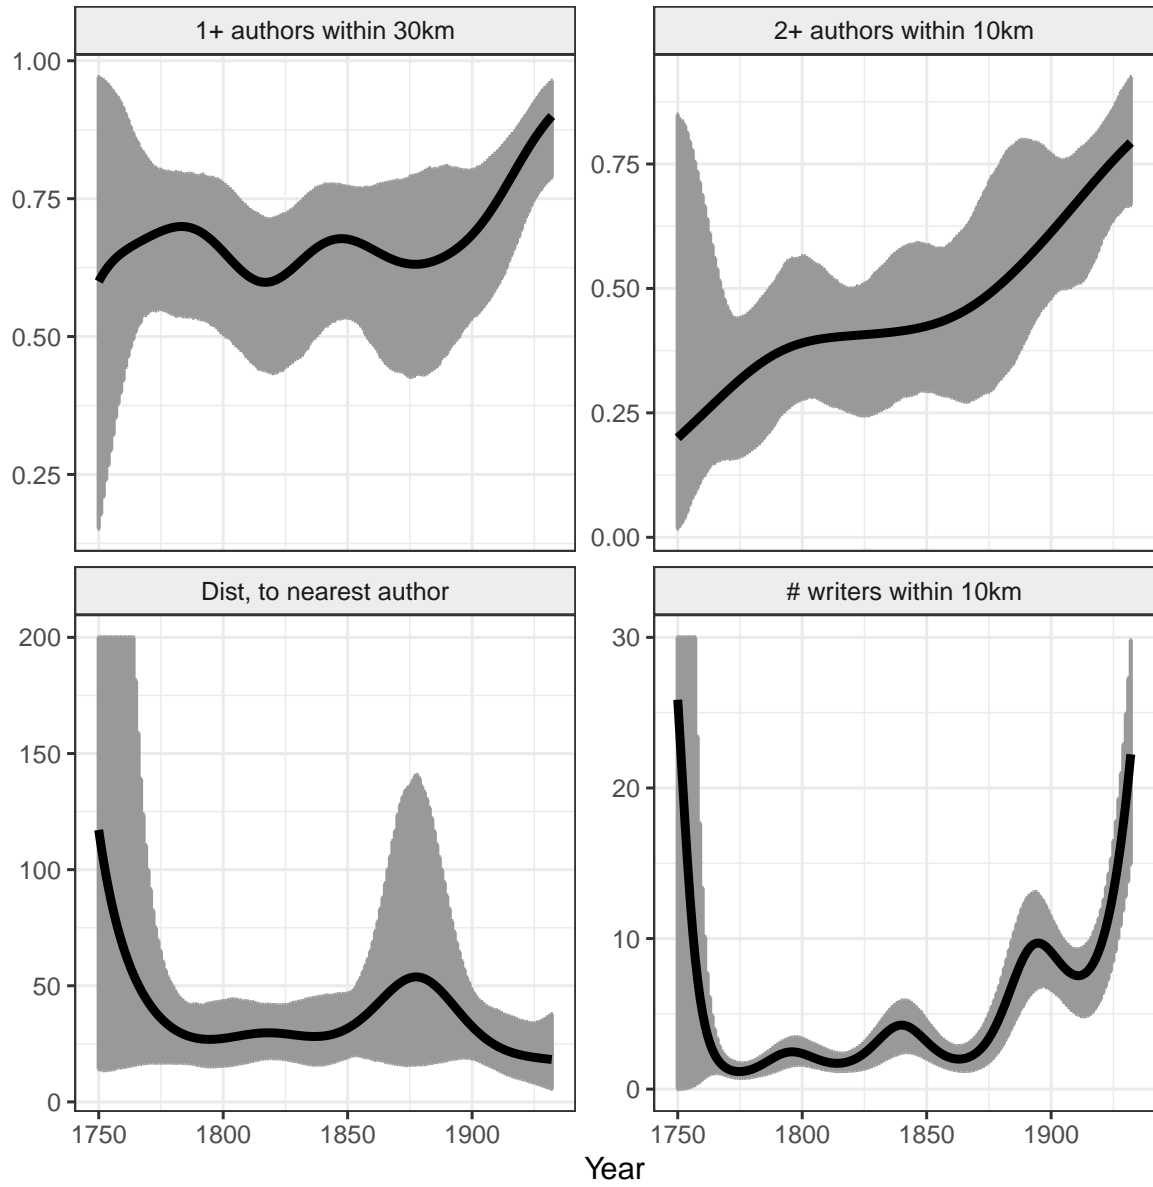 1+ authors within 30km
2+ authors within 10km
1.00
0.75
0.50
0.25
0.75
0.50
0.25
0.00
Dist, to nearest author
# writers within 10km
200
150
100
50
0
30
20
10
0
1750 1800 1850 1900
1750 1800 1850 1900
Year